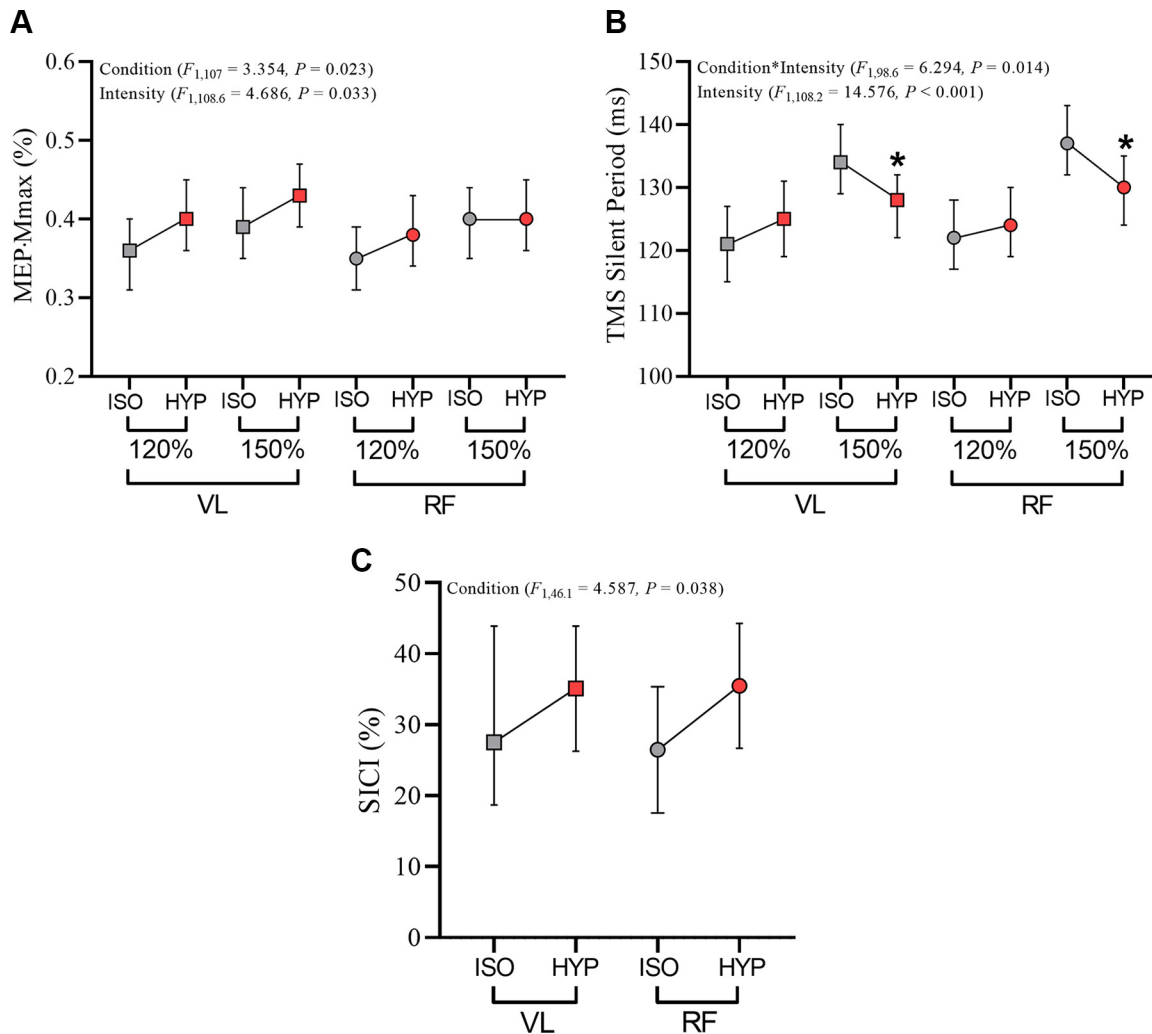 A
MEP:Mmax (%)
Condition (F1,107 = 3.354, P = 0.023)
Intensity (F1,108.6 = 4.686, P = 0.033)
0.6
0.5
0.4
0.3
0.2
ISO HYP ISO HYP ISO HYP ISO HYP
120% 150% 120% 150%
VL RF
B
TMS Silent Period (ms)
Condition*Intensity (F1,98.6 = 6.294, P = 0.014)
Intensity (F1,108.2 = 14.576, P < 0.001)
150
140
130
120
110
100
* *
ISO HYP ISO HYP ISO HYP ISO HYP
120% 150% 120% 150%
VL RF
C
SICI (%)
Condition (F1,46.1 = 4.587, P = 0.038)
50
40
30
20
10
0
ISO HYP ISO HYP
VL RF